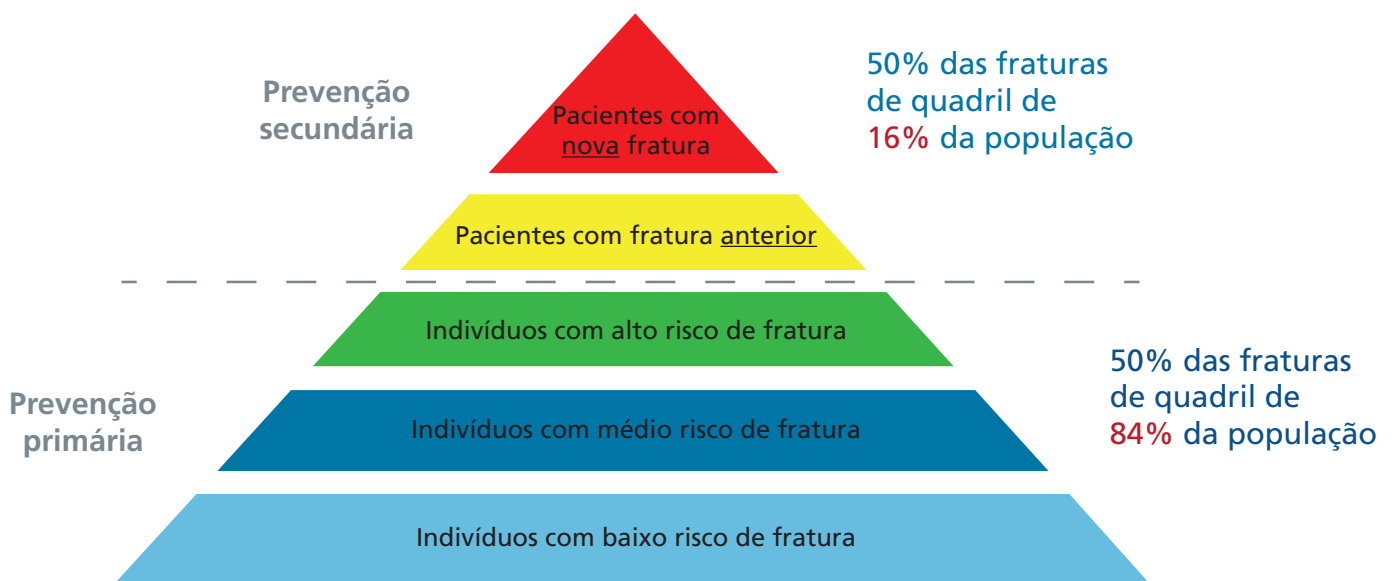 Prevenção
secundária
Pacientes com
nova fratura
50% das fraturas
de quadril de
16% da população
Pacientes com fratura anterior
Indivíduos com alto risco de fratura
Prevenção
primária
Indivíduos com médio risco de fratura
50% das fraturas
de quadril de
84% da população
Indivíduos com baixo risco de fratura